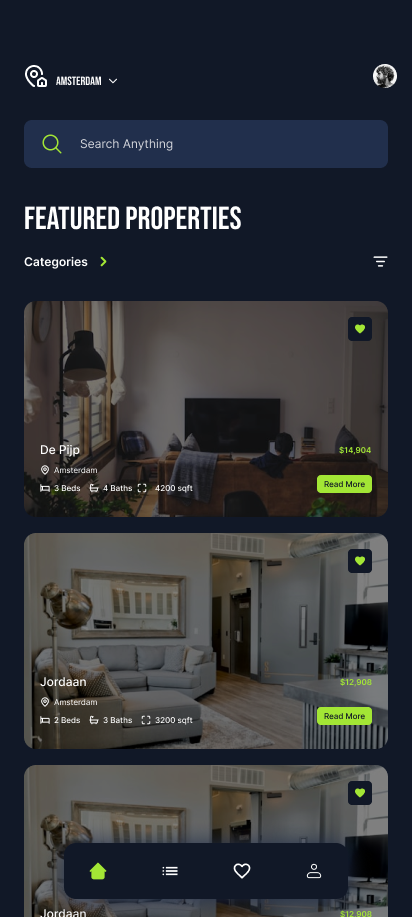 AMSTERDAM
Search Anything
FEATURED PROPERTIES
Categories
De Pijp
$14,904
Amsterdam
3 Beds 4 Baths 4200 sqft
Read More
Jordaan
$12,908
Amsterdam
2 Beds 3 Baths 3200 sqft
Read More
Jordaan
$12,908